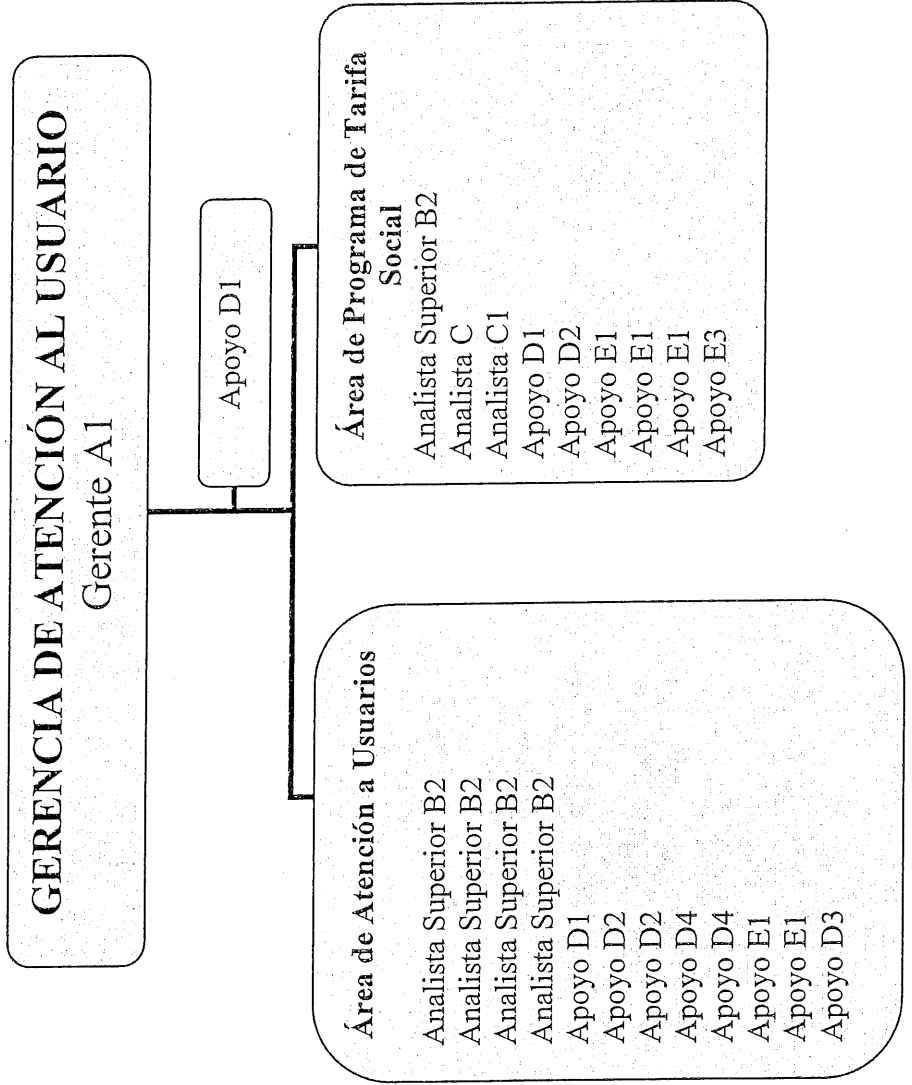 GERENCIA DE ATENCIÓN AL USUARIO
Gerente A1
Apoyo D1
Área de Atención a Usuarios
Analista Superior B2
Analista Superior B2
Analista Superior B2
Analista Superior B2
Apoyo D1
Apoyo D2
Apoyo D2
Apoyo D4
Apoyo D4
Apoyo E1
Apoyo E1
Apoyo D3
Área de Programa de Tarifa
Social
Analista Superior B2
Analista C
Analista C1
Apoyo D1
Apoyo D2
Apoyo E1
Apoyo E1
Apoyo E1
Apoyo E3